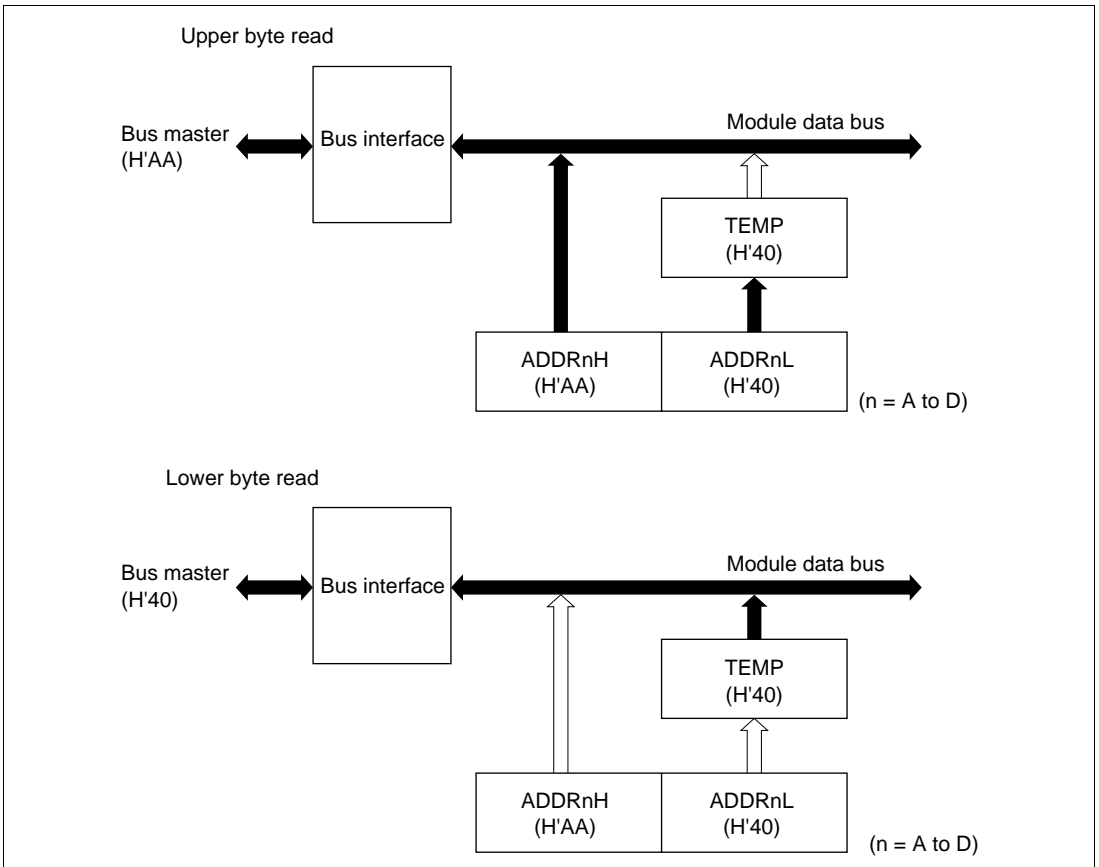 Upper byte read
Bus master
(H'AA)
Bus interface
Module data bus
TEMP
(H'40)
ADDRnH
(H'AA)
ADDRnL
(H'40)
(n = A to D)
Lower byte read
Bus master
(H'40)
Bus interface
Module data bus
TEMP
(H'40)
ADDRnH
(H'AA)
ADDRnL
(H'40)
(n = A to D)